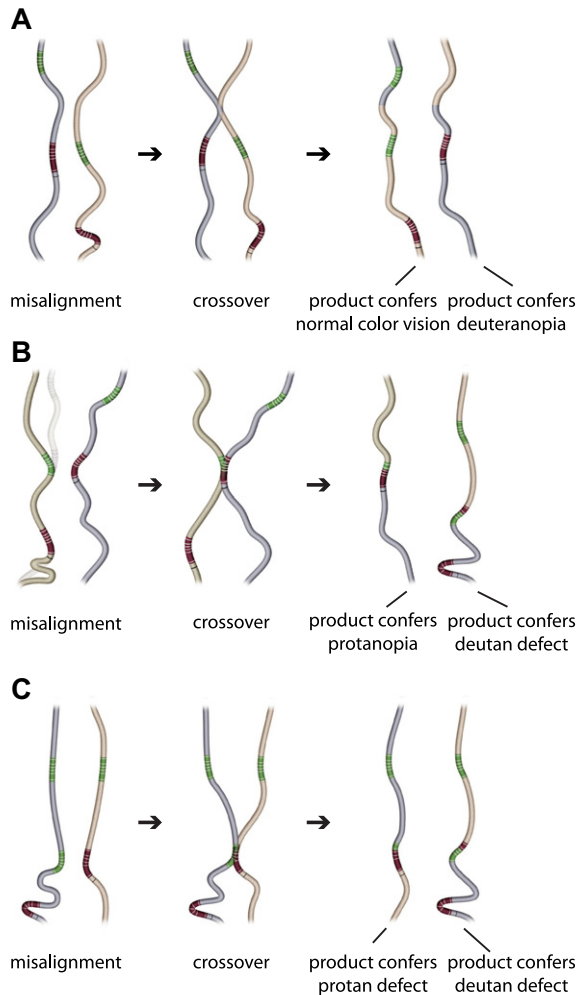 A
misalignment
crossover
product confers
normal color vision
product confers
deuteranopia
B
misalignment
crossover
product confers
protanopia
product confers
deutan defect
C
misalignment
crossover
product confers
protan defect
product confers
deutan defect